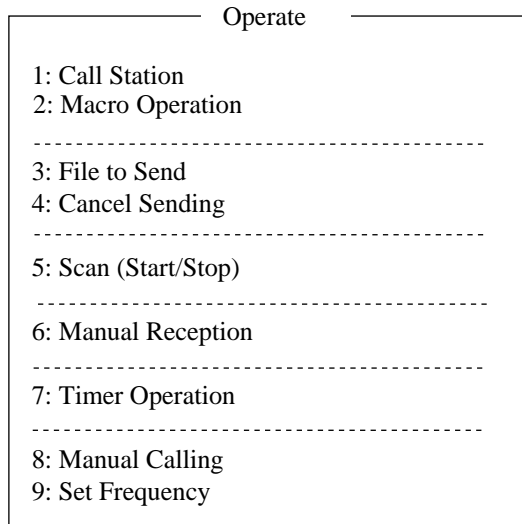 Operate
1: Call Station
2: Macro Operation
3: File to Send
4: Cancel Sending
5: Scan (Start/Stop)
6: Manual Reception
7: Timer Operation
8: Manual Calling
9: Set Frequency